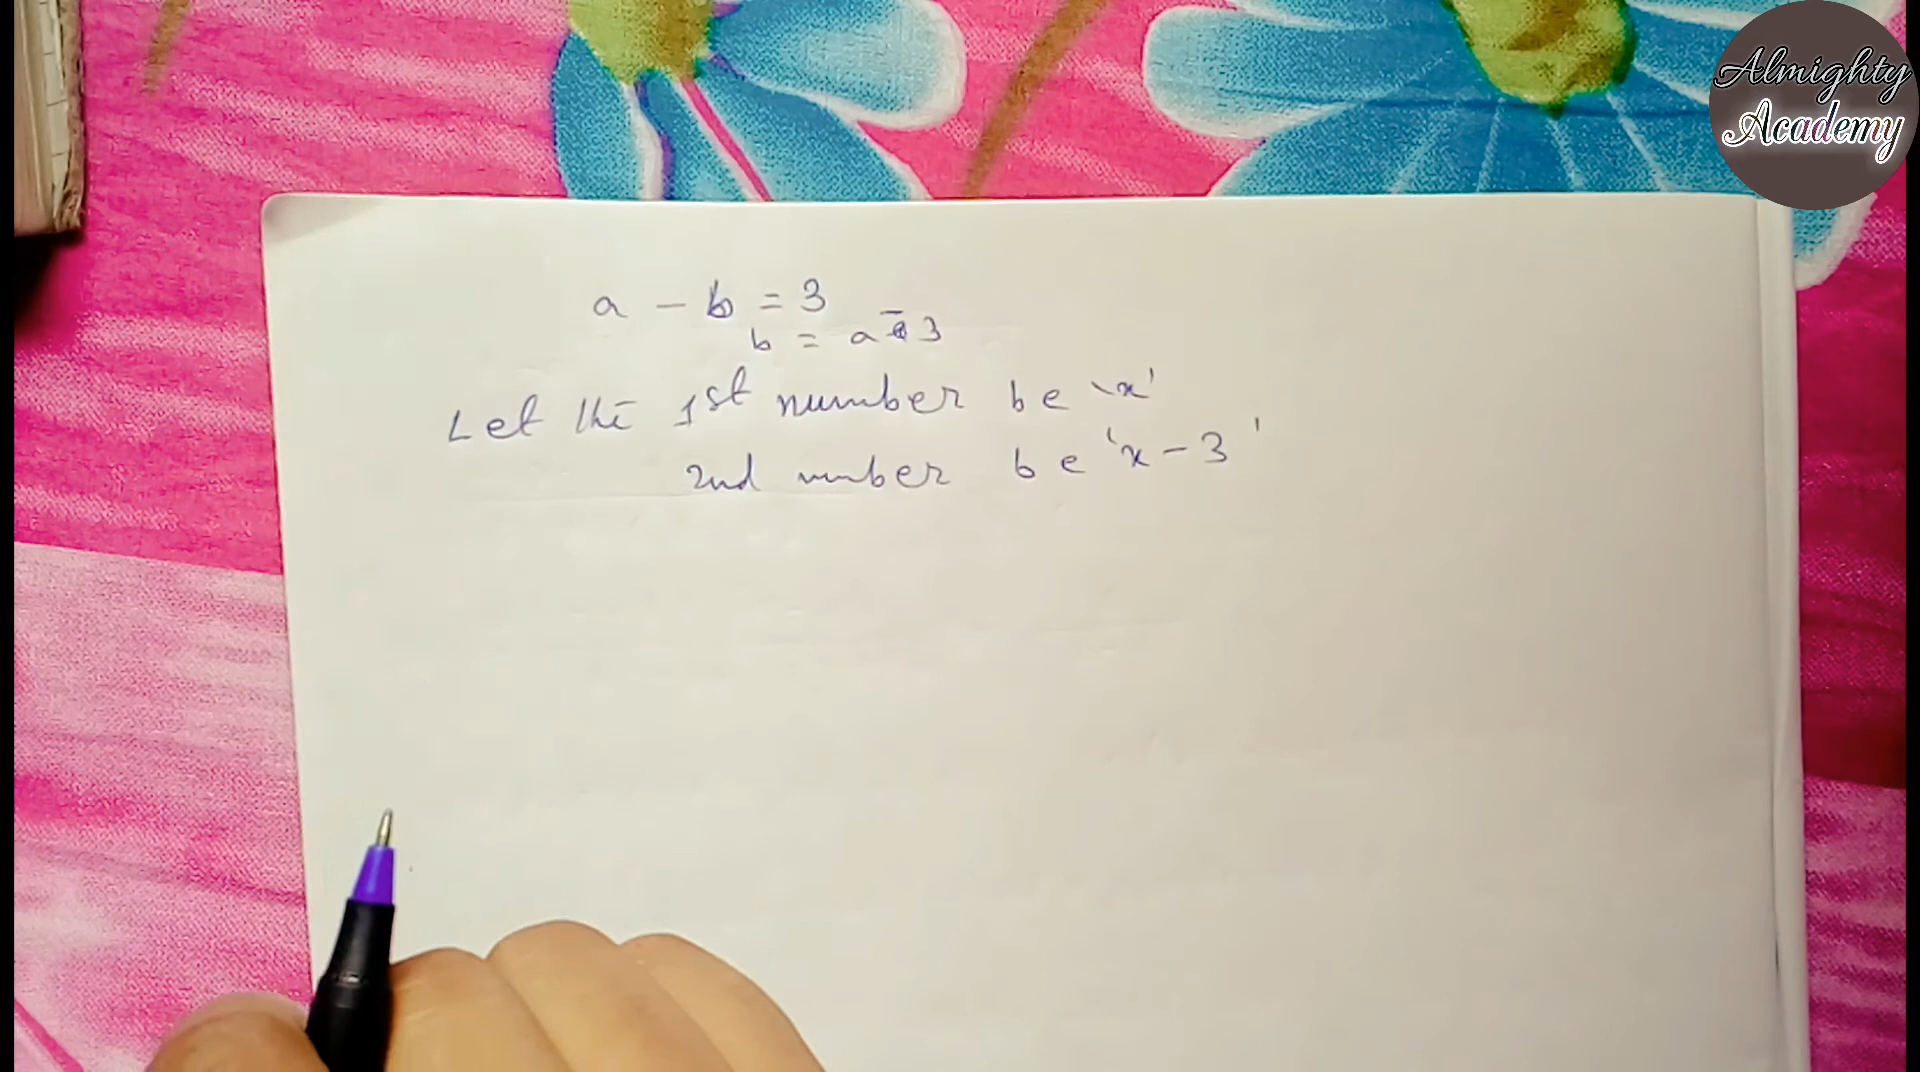 Almighty
Academy
a - b = 3
b = a - 3
Let the 1st number be 'x'
2nd number be 'x - 3'